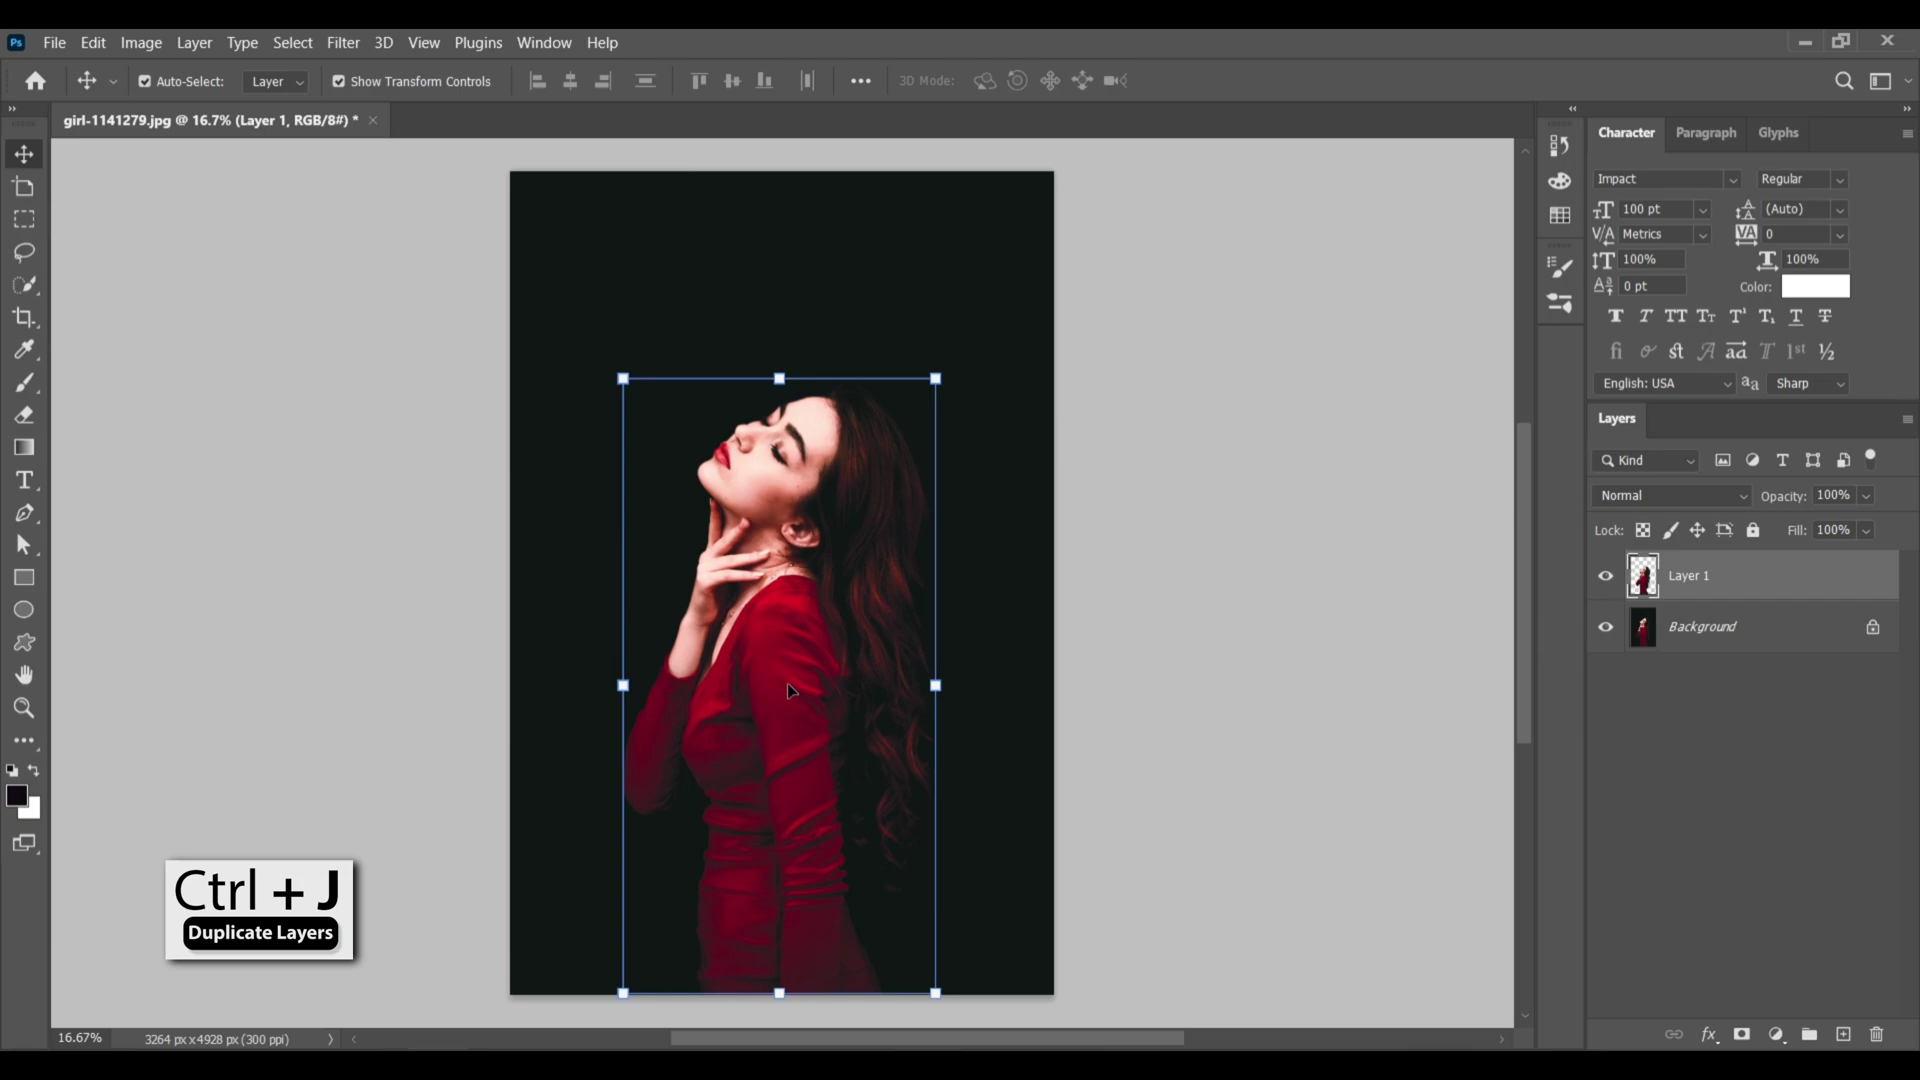 Ps File Edit Image Layer Type Select Filter 3D View Plugins Window Help
Auto-Select: Layer Show Transform Controls 3D Mode:
girl-1141279.jpg @ 16.7% (Layer 1, RGB/8#) *
Character Paragraph Glyphs
Impact Regular
100 pt (Auto)
Metrics 0
100% 100%
0 pt Color:
English: USA Sharp
Layers
Kind
Normal Opacity: 100%
Lock: Fill: 100%
Layer 1
Background
Ctrl + J
Duplicate Layers
16.67% 3264 px x 4928 px (300 ppi)